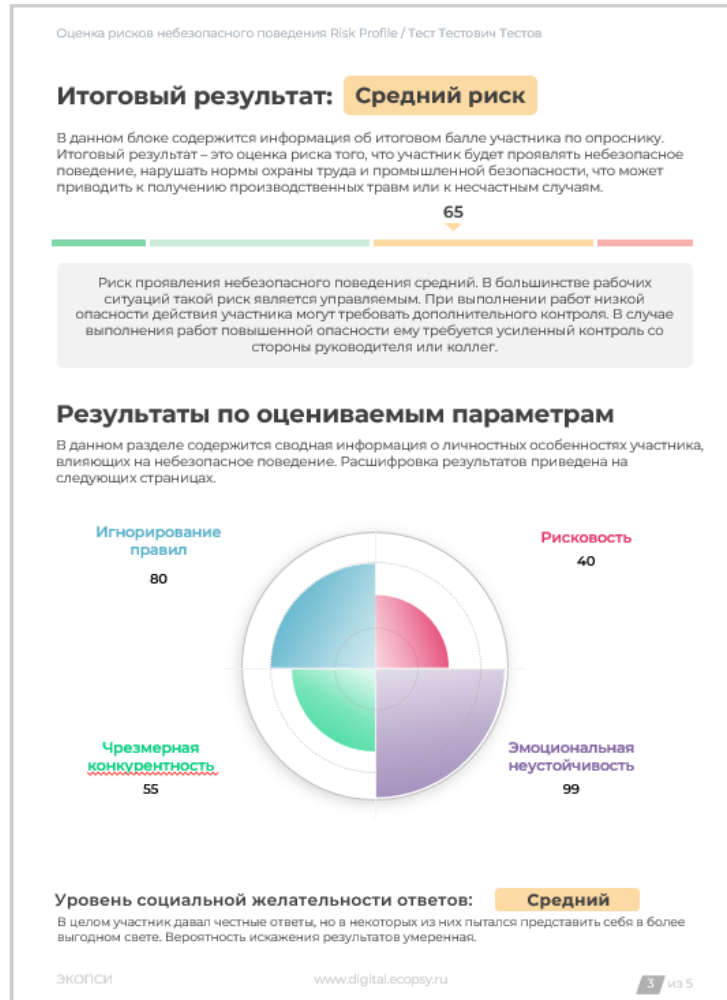 Оценка рисков небезопасного поведения Risk Profile / Тест Тестович Тестов
Итоговый результат: Средний риск
В данном блоке содержится информация об итоговом балле участника по опроснику.
Итоговый результат – это оценка риска того, что участник будет проявлять небезопасное
поведение, нарушать нормы охраны труда и промышленной безопасности, что может
приводить к получению производственных травм или к несчастным случаям.
65
Риск проявления небезопасного поведения средний. В большинстве рабочих
ситуаций такой риск является управляемым. При выполнении работ низкой
опасности действия участника могут требовать дополнительного контроля. В случае
выполнения работ повышенной опасности ему требуется усиленный контроль со
стороны руководителя или коллег.
Результаты по оцениваемым параметрам
В данном разделе содержится сводная информация о личностных особенностях участника,
влияющих на небезопасное поведение. Расшифровка результатов приведена на
следующих страницах.
Игнорирование
правил
80
Рисковость
40
Чрезмерная
конкурентность
55
Эмоциональная
неустойчивость
99
Уровень социальной желательности ответов: Средний
В целом участник давал честные ответы, но в некоторых из них пытался представить себя в более
выгодном свете. Вероятность искажения результатов умеренная.
ЭКОПСИ www.digital.ecopsy.ru 3 из 5